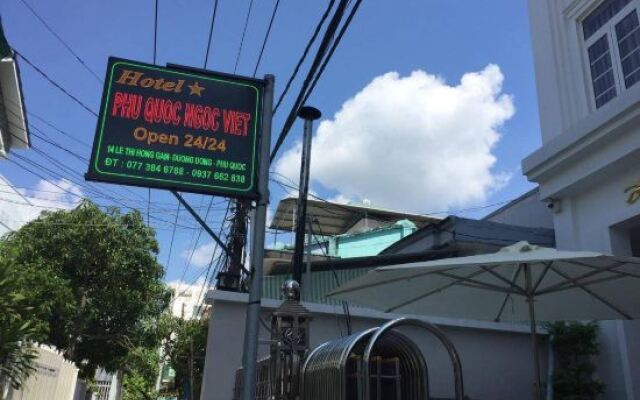 Hotel ★
PHU QUOC NGOC VIET
Open 24/24
14 LE THI HONG GAM - DUONG DONG - PHU QUOC
ĐT : 077 384 6788 - 0937 662 838